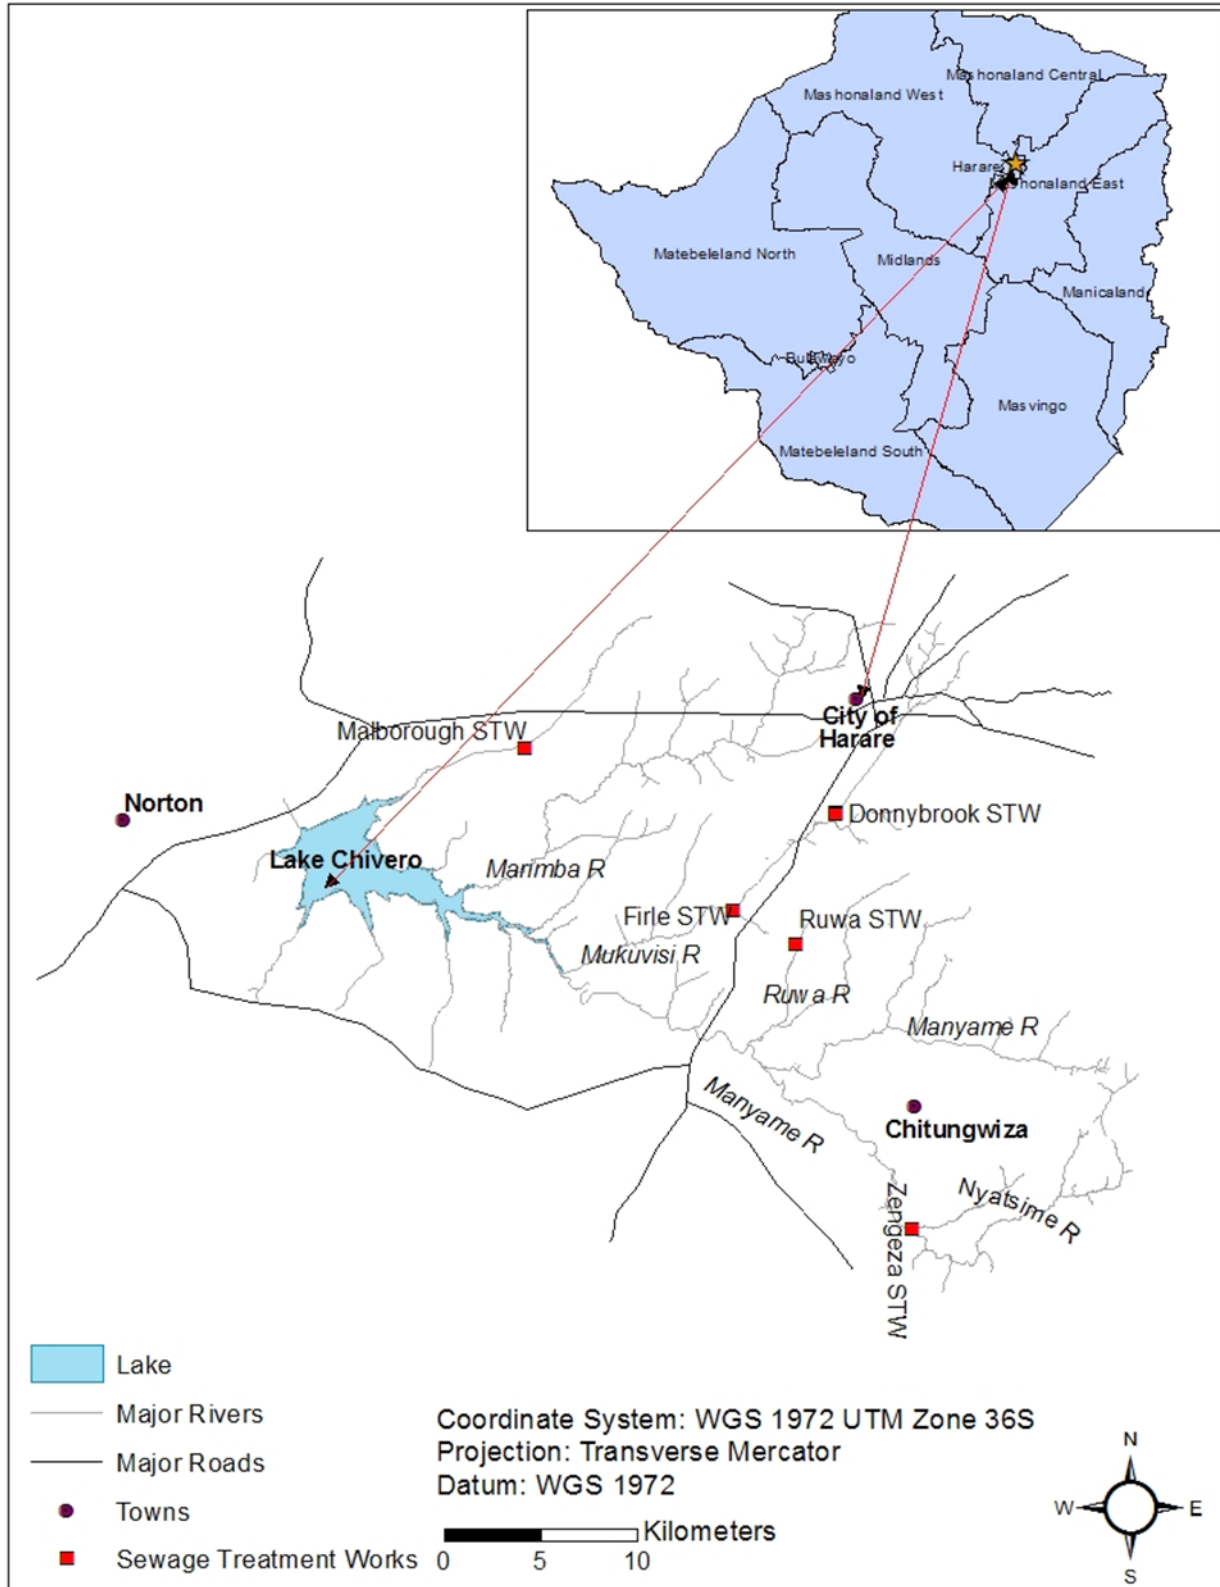 Mashonaland Central
Mashonaland West
Harare
Mashonaland East
Matebeleland North
Midlands
Manicaland
Bulawayo
Masvingo
Matebeleland South
City of
Harare
Malborough STW
Norton
Donnybrook STW
Lake Chivero
Marimba R
Firle STW
Ruwa STW
Mukuvisi R
Ruwa R
Manyame R
Manyame R
Chitungwiza
Nyatsime R
Zengeza STW
Lake
Major Rivers
Major Roads
Towns
Sewage Treatment Works
Coordinate System: WGS 1972 UTM Zone 36S
Projection: Transverse Mercator
Datum: WGS 1972
Kilometers
0 5 10
N
W E
S